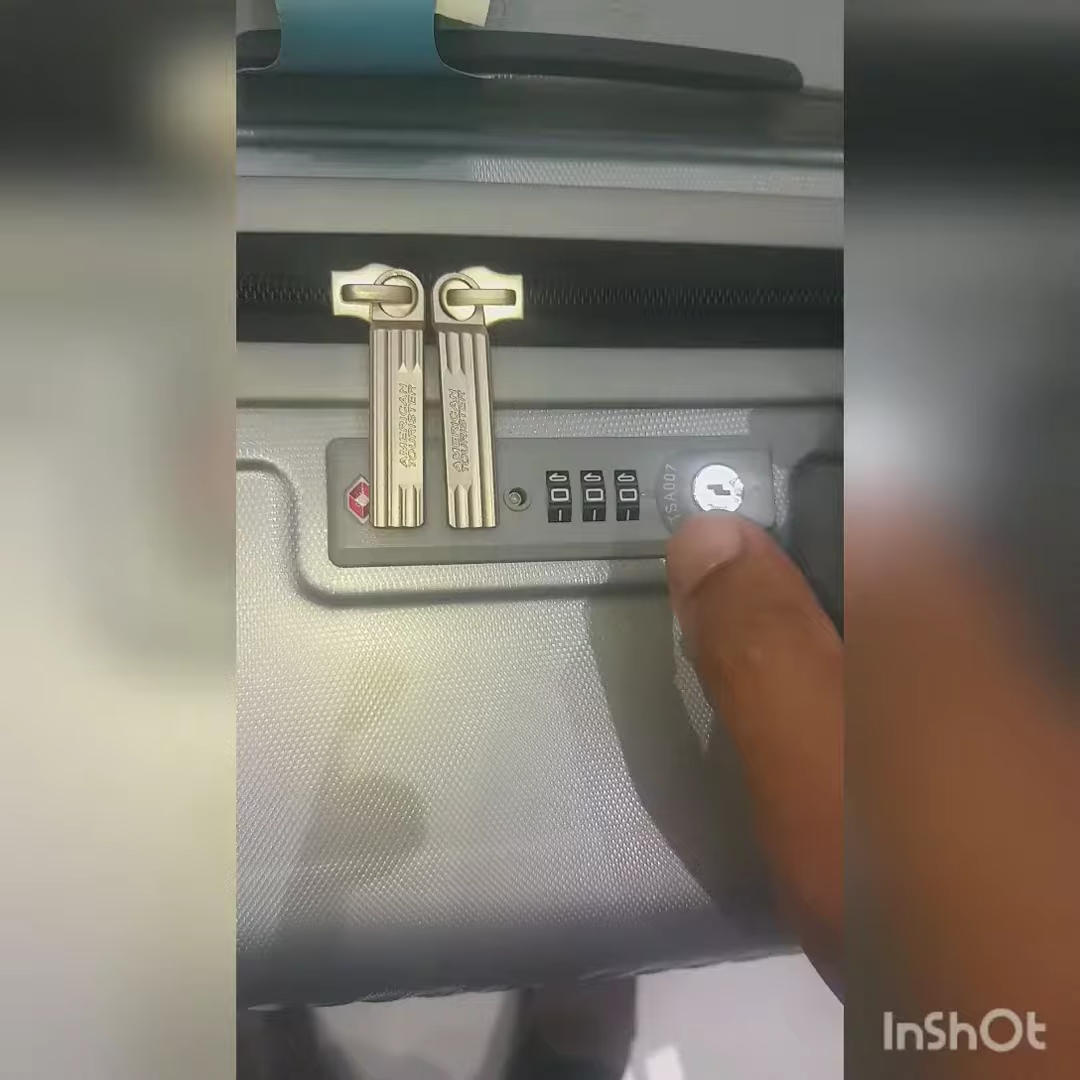 AMERICAN
TOURISTER
AMERICAN
TOURISTER
0 0 0
TSA007
InShOt